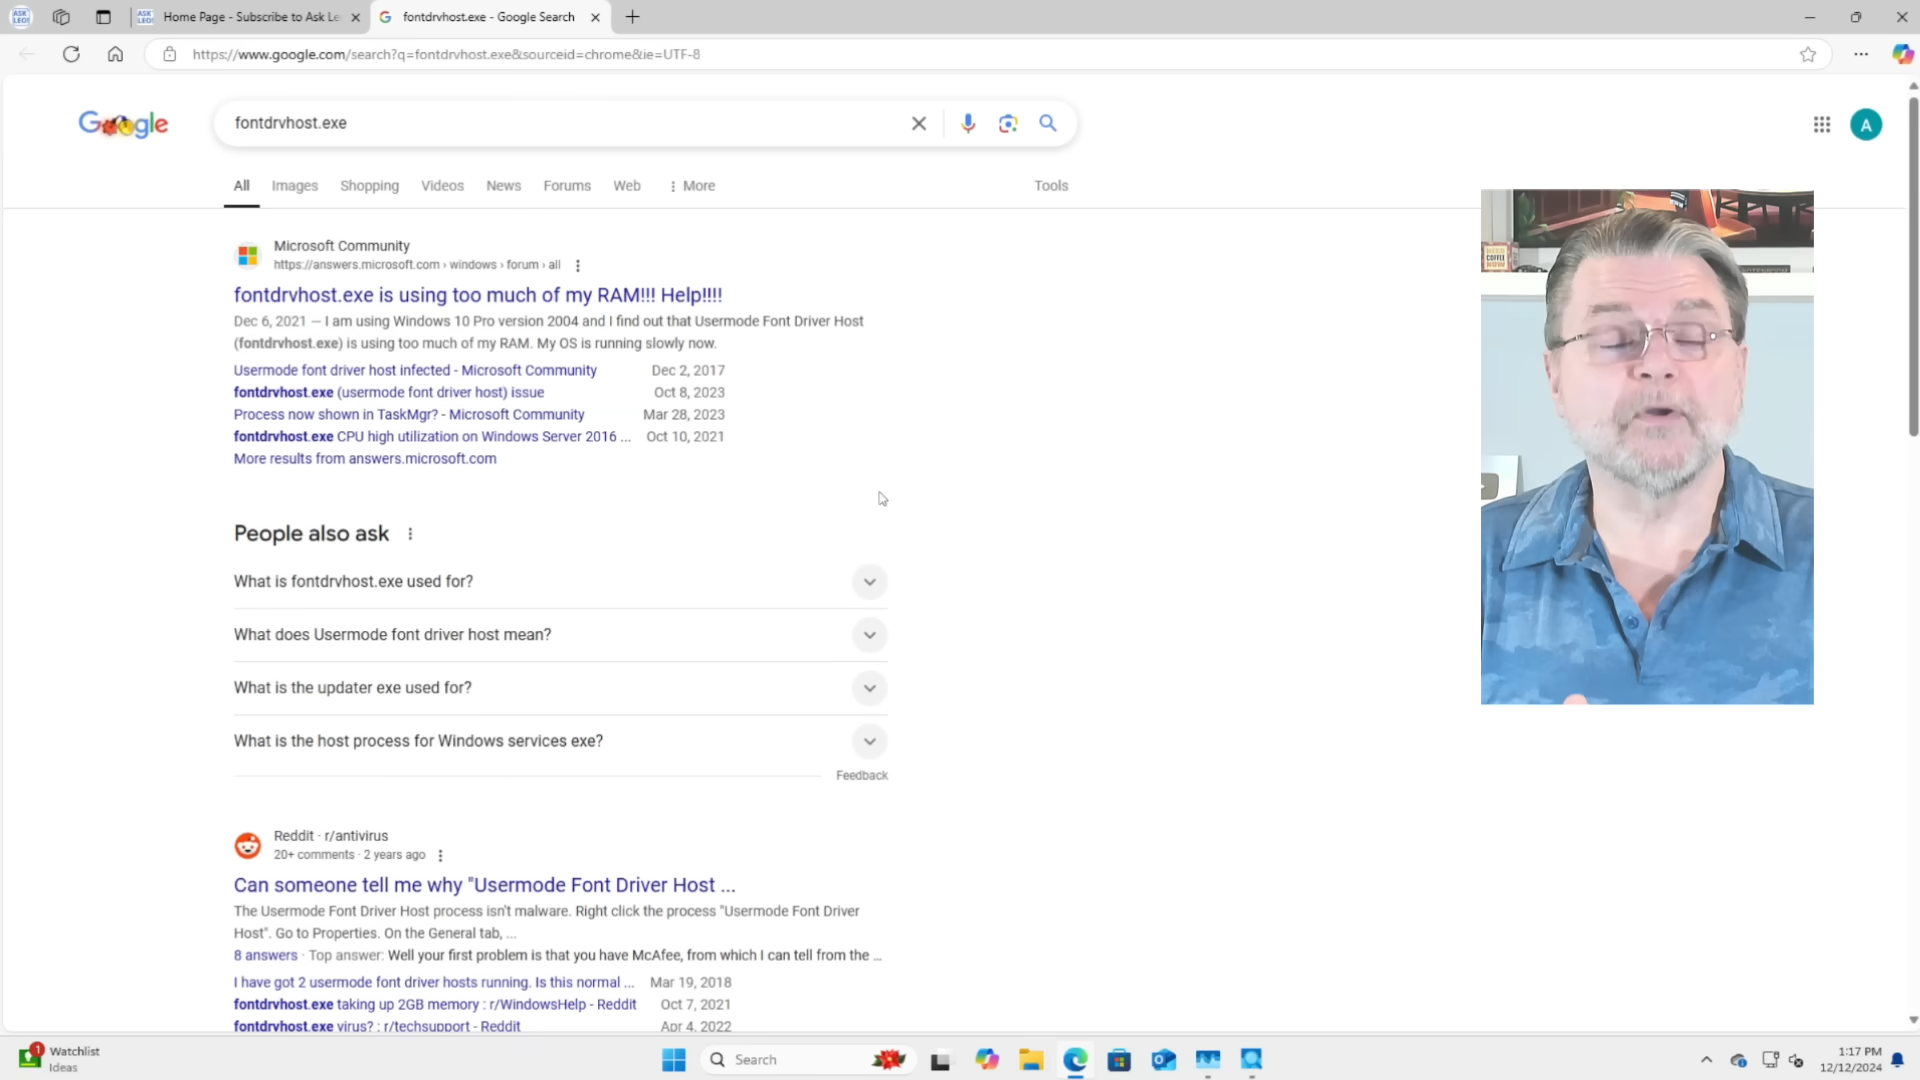 ASK LEO!
ASK LEO!
Home Page - Subscribe to Ask Le
fontdrvhost.exe - Google Search
https://www.google.com/search?q=fontdrvhost.exe&sourceid=chrome&ie=UTF-8
Google
fontdrvhost.exe
A
All
Images
Shopping
Videos
News
Forums
Web
More
Tools
Microsoft Community
https://answers.microsoft.com › windows › forum › all
fontdrvhost.exe is using too much of my RAM!!! Help!!!!
Dec 6, 2021 — I am using Windows 10 Pro version 2004 and I find out that Usermode Font Driver Host
(fontdrvhost.exe) is using too much of my RAM. My OS is running slowly now.
Usermode font driver host infected - Microsoft Community Dec 2, 2017
fontdrvhost.exe (usermode font driver host) issue Oct 8, 2023
Process now shown in TaskMgr? - Microsoft Community Mar 28, 2023
fontdrvhost.exe CPU high utilization on Windows Server 2016 ... Oct 10, 2021
More results from answers.microsoft.com
NEED COFFEE NOW
People also ask
What is fontdrvhost.exe used for?
What does Usermode font driver host mean?
What is the updater exe used for?
What is the host process for Windows services exe?
Feedback
Reddit · r/antivirus
20+ comments · 2 years ago
Can someone tell me why "Usermode Font Driver Host ...
The Usermode Font Driver Host process isn't malware. Right click the process "Usermode Font Driver
Host". Go to Properties. On the General tab, ...
8 answers · Top answer: Well your first problem is that you have McAfee, from which I can tell from the ...
I have got 2 usermode font driver hosts running. Is this normal ... Mar 19, 2018
fontdrvhost.exe taking up 2GB memory : r/WindowsHelp - Reddit Oct 7, 2021
fontdrvhost.exe virus? : r/techsupport - Reddit Apr 4, 2022
1
Watchlist
Ideas
Search
1:17 PM
12/12/2024